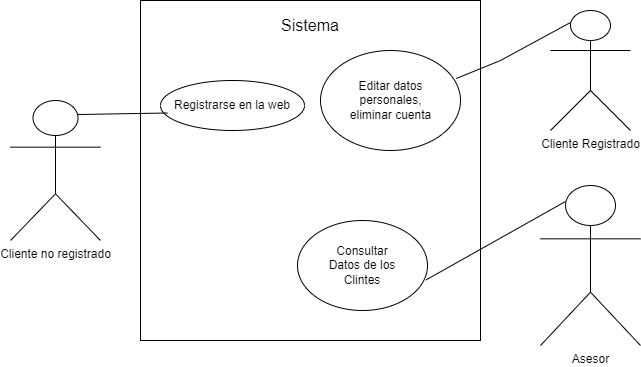 Sistema
Registrarse en la web
Editar datos
personales,
eliminar cuenta
Cliente Registrado
Cliente no registrado
Consultar
Datos de los
Clintes
Asesor